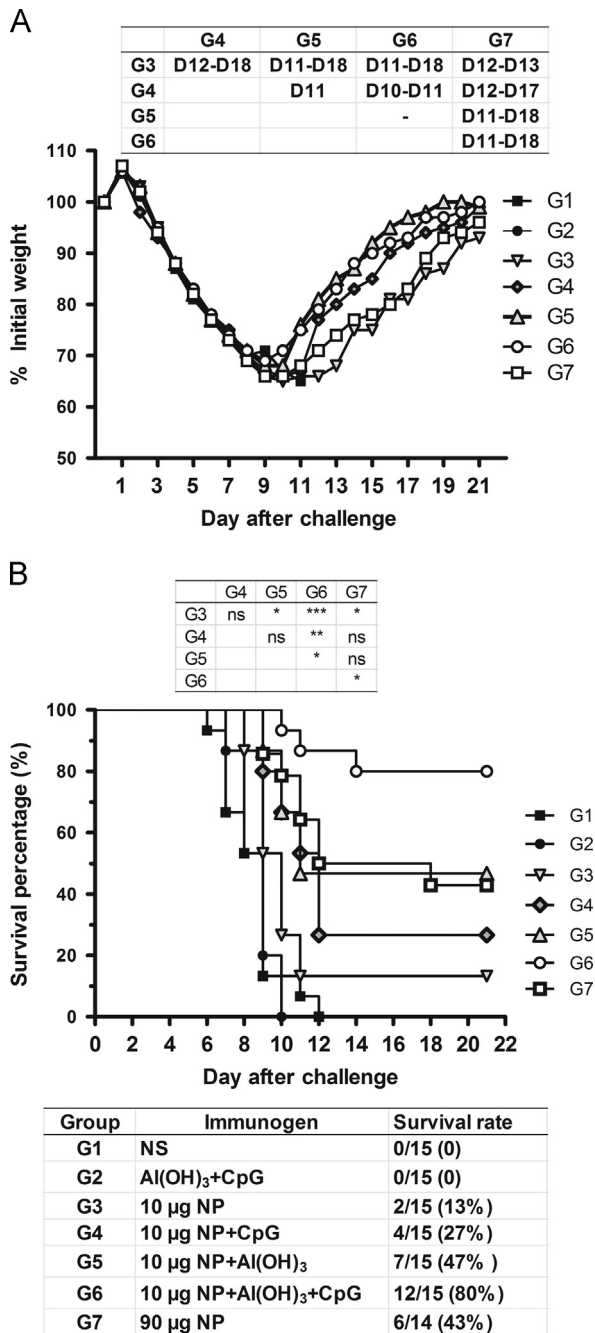 A
G4 G5 G6 G7
G3 D12-D18 D11-D18 D11-D18 D12-D13
G4 D11 D10-D11 D12-D17
G5 - D11-D18
G6 D11-D18
110
100
90
80
70
60
50
% Initial weight
1 3 5 7 9 11 13 15 17 19 21
Day after challenge
G1
G2
G3
G4
G5
G6
G7
B
G4 G5 G6 G7
G3 ns * *** *
G4 ns ** ns
G5 * ns
G6 *
100
80
60
40
20
0
Survival percentage (%)
0 2 4 6 8 10 12 14 16 18 20 22
Day after challenge
G1
G2
G3
G4
G5
G6
G7
Group Immunogen Survival rate
G1 NS 0/15 (0)
G2 Al(OH)₃+CpG 0/15 (0)
G3 10 µg NP 2/15 (13%)
G4 10 µg NP+CpG 4/15 (27%)
G5 10 µg NP+Al(OH)₃ 7/15 (47% )
G6 10 µg NP+Al(OH)₃+CpG 12/15 (80%)
G7 90 µg NP 6/14 (43%)